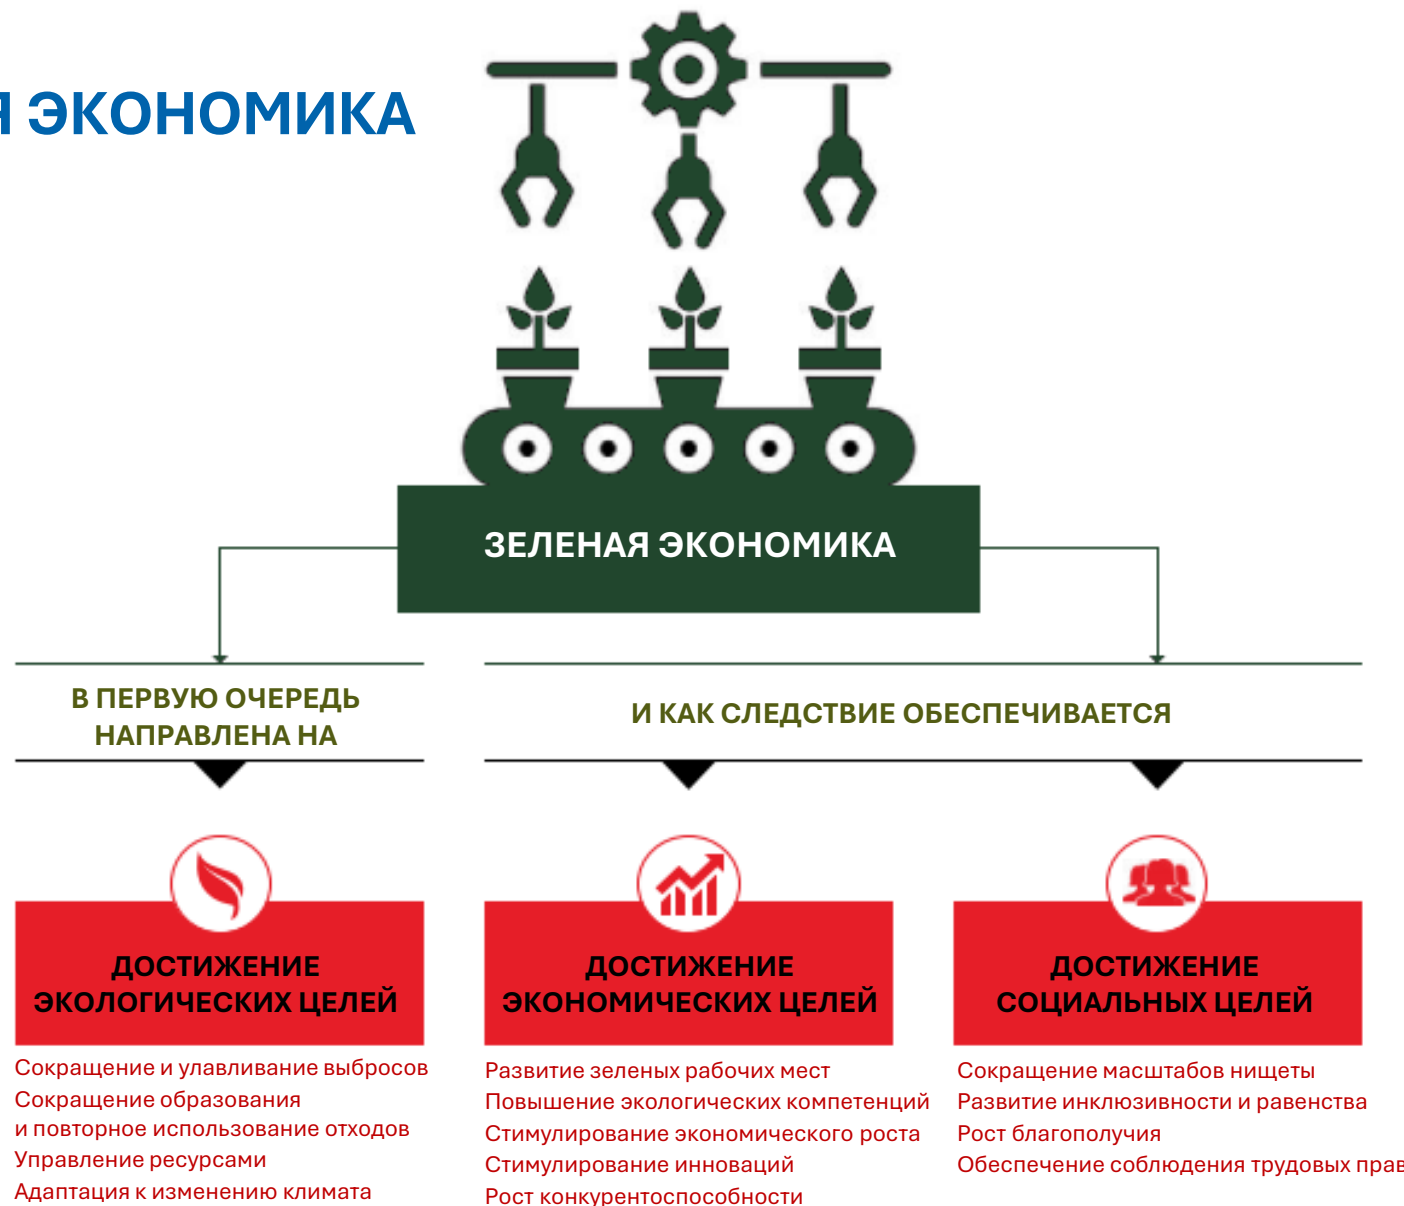 Я ЭКОНОМИКА
ЗЕЛЕНАЯ ЭКОНОМИКА
В ПЕРВУЮ ОЧЕРЕДЬ
НАПРАВЛЕНА НА
И КАК СЛЕДСТВИЕ ОБЕСПЕЧИВАЕТСЯ
ДОСТИЖЕНИЕ
ЭКОЛОГИЧЕСКИХ ЦЕЛЕЙ
Сокращение и улавливание выбросов
Сокращение образования
и повторное использование отходов
Управление ресурсами
Адаптация к изменению климата
ДОСТИЖЕНИЕ
ЭКОНОМИЧЕСКИХ ЦЕЛЕЙ
Развитие зеленых рабочих мест
Повышение экологических компетенций
Стимулирование экономического роста
Стимулирование инноваций
Рост конкурентоспособности
ДОСТИЖЕНИЕ
СОЦИАЛЬНЫХ ЦЕЛЕЙ
Сокращение масштабов нищеты
Развитие инклюзивности и равенства
Рост благополучия
Обеспечение соблюдения трудовых прав